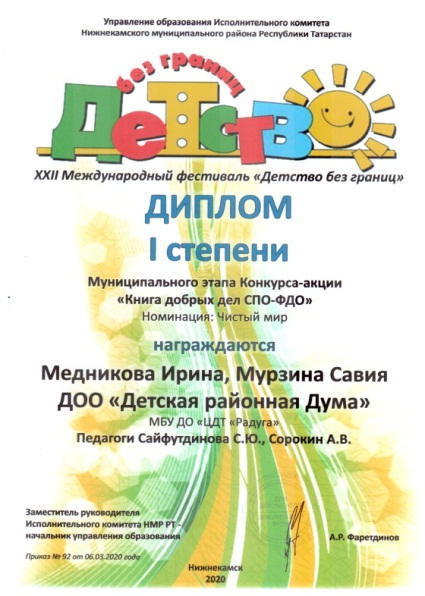 Управление образования Исполнительного комитета
Нижнекамского муниципального района Республики Татарстан
без границ
Детство
XXII Международный фестиваль «Детство без границ»
ДИПЛОМ
I степени
Муниципального этапа Конкурса-акции
«Книга добрых дел СПО-ФДО»
Номинация: Чистый мир
награждаются
Медникова Ирина, Мурзина Савия
ДОО «Детская районная Дума»
МБУ ДО «ЦДТ «Радуга»
Педагоги Сайфутдинова С.Ю., Сорокин А.В.
Заместитель руководителя
Исполнительного комитета НМР РТ -
начальник управления образования
А.Р. Фаретдинов
Приказ № 92 от 06.03.2020 года
Нижнекамск
2020